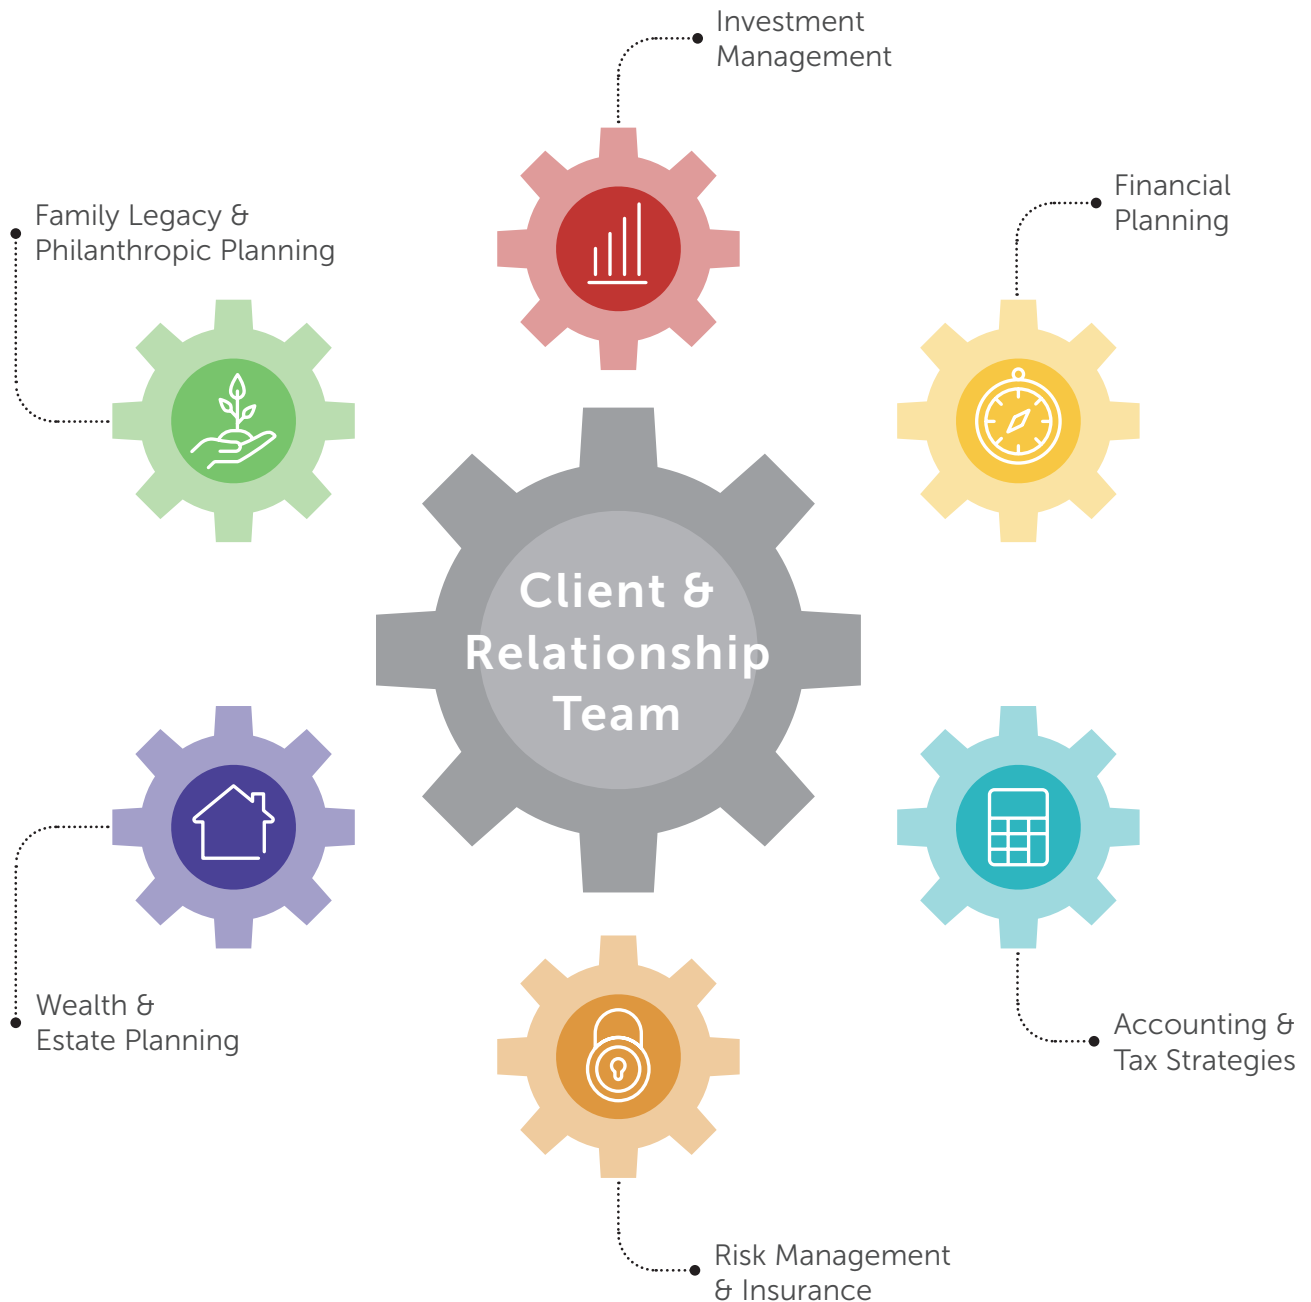 Investment
Management
Financial
Planning
Family Legacy &
Philanthropic Planning
Client &
Relationship
Team
Wealth &
Estate Planning
Accounting &
Tax Strategies
Risk Management
& Insurance